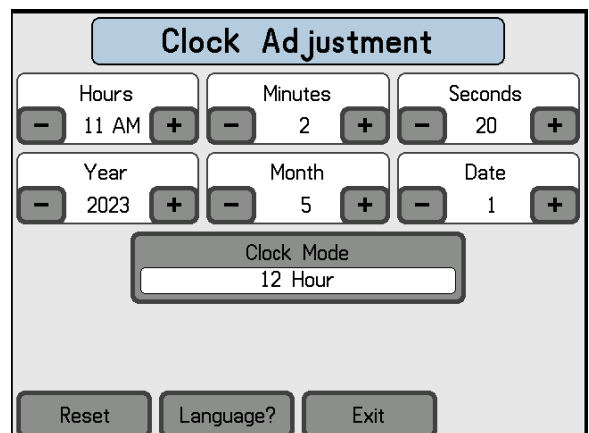 Clock Adjustment
Hours Minutes Seconds
- 11 AM + - 2 + - 20 +
Year Month Date
- 2023 + - 5 + - 1 +
Clock Mode
12 Hour
Reset Language? Exit